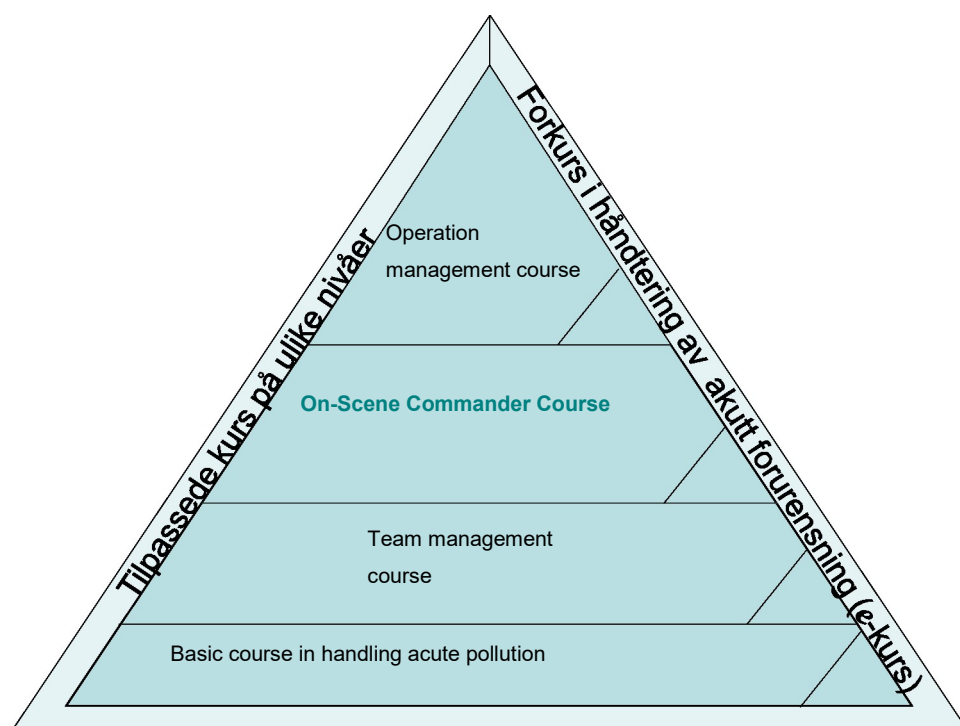 Tilpassede kurs på ulike nivåer
Forkurs i håndtering av akutt forurensning (e-kurs)
Operation
management course
On-Scene Commander Course
Team management
course
Basic course in handling acute pollution